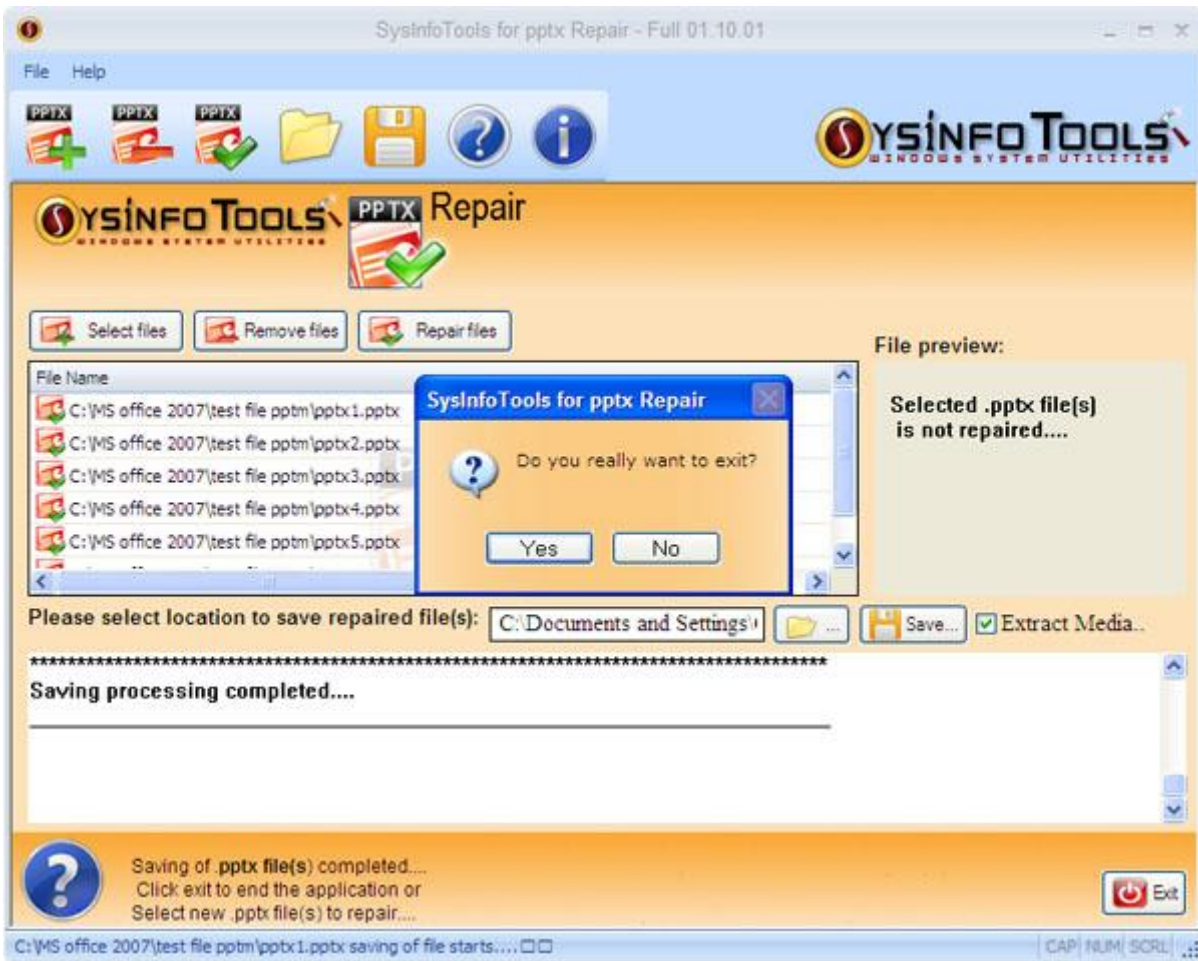 SysInfoTools for pptx Repair - Full 01.10.01
File Help
PPTX PPTX PPTX
SYSINFO TOOLS
WINDOWS SYSTEM UTILITIES
SYSINFO TOOLS
WINDOWS SYSTEM UTILITIES
PPTX
Repair
Select files Remove files Repair files
File preview:
File Name
C:\MS office 2007\test file pptm\pptx1.pptx
C:\MS office 2007\test file pptm\pptx2.pptx
C:\MS office 2007\test file pptm\pptx3.pptx
C:\MS office 2007\test file pptm\pptx4.pptx
C:\MS office 2007\test file pptm\pptx5.pptx
SysInfoTools for pptx Repair
Do you really want to exit?
Yes No
Selected .pptx file(s)
is not repaired....
Please select location to save repaired file(s): C:\Documents and Settings\ ... Save... Extract Media..
*************************************************************************************
Saving processing completed....
Saving of .pptx file(s) completed....
Click exit to end the application or
Select new .pptx file(s) to repair....
Exit
C:\MS office 2007\test file pptm\pptx1.pptx saving of file starts....
CAP NUM SCRL